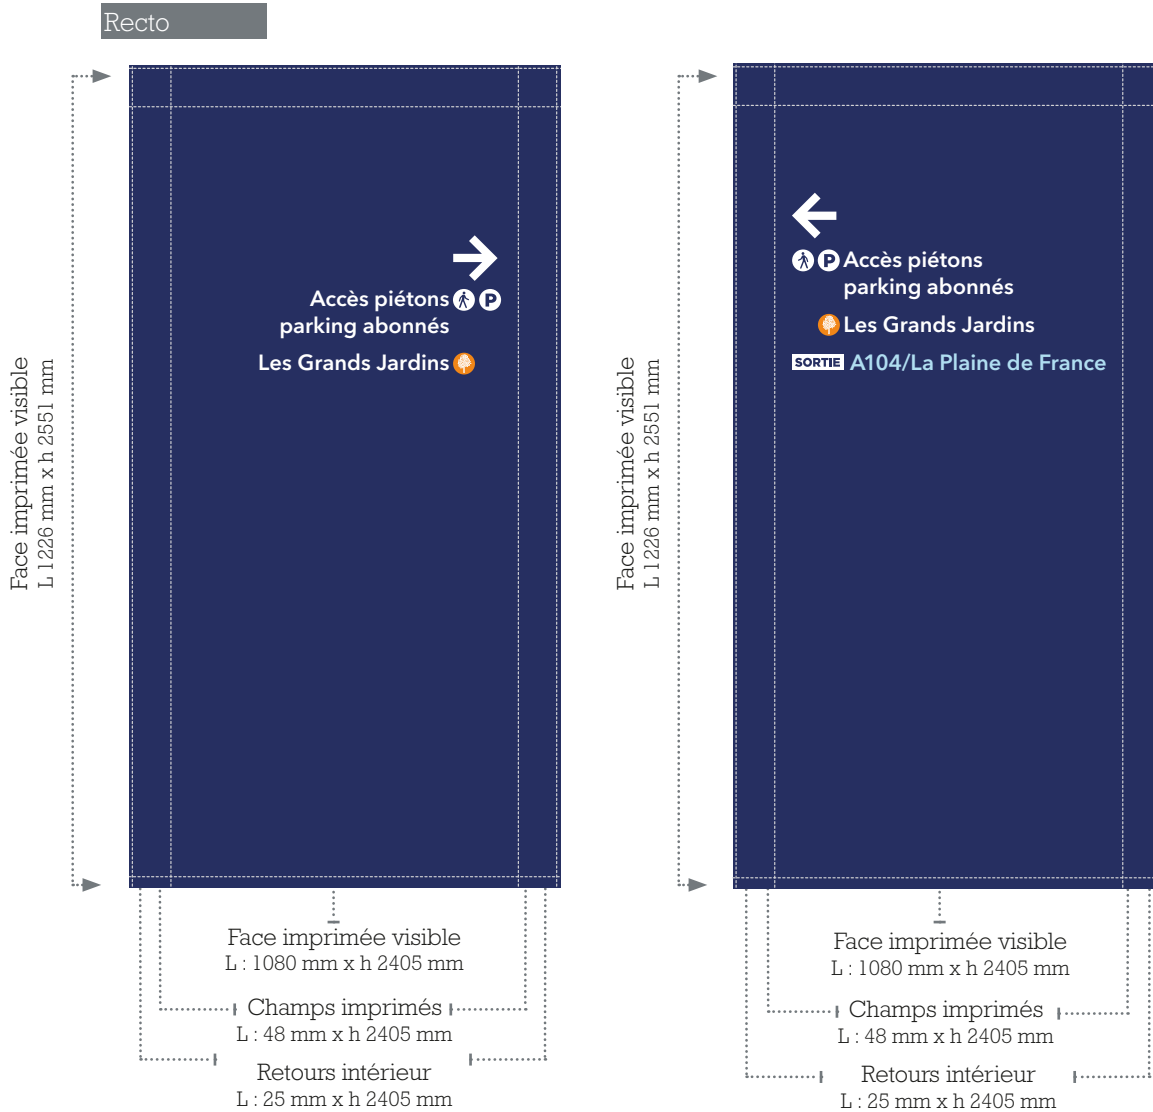 Recto
Face imprimée visible
L 1226 mm x h 2551 mm
Accès piétons P
parking abonnés
Les Grands Jardins
Face imprimée visible
L : 1080 mm x h 2405 mm
Champs imprimés
L : 48 mm x h 2405 mm
Retours intérieur
L : 25 mm x h 2405 mm
Face imprimée visible
L 1226 mm x h 2551 mm
P Accès piétons
parking abonnés
Les Grands Jardins
SORTIE A104/La Plaine de France
Face imprimée visible
L : 1080 mm x h 2405 mm
Champs imprimés
L : 48 mm x h 2405 mm
Retours intérieur
L : 25 mm x h 2405 mm